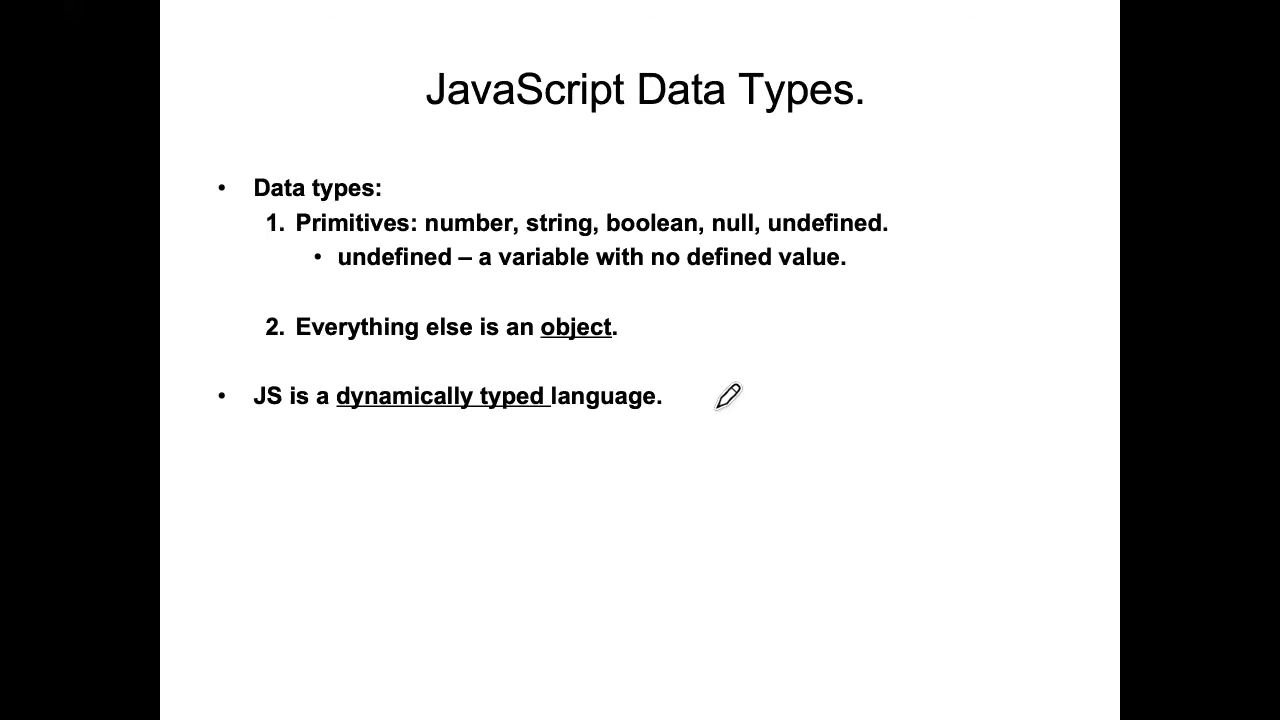 JavaScript Data Types.
• Data types:
1. Primitives: number, string, boolean, null, undefined.
• undefined – a variable with no defined value.
2. Everything else is an object.
• JS is a dynamically typed language.